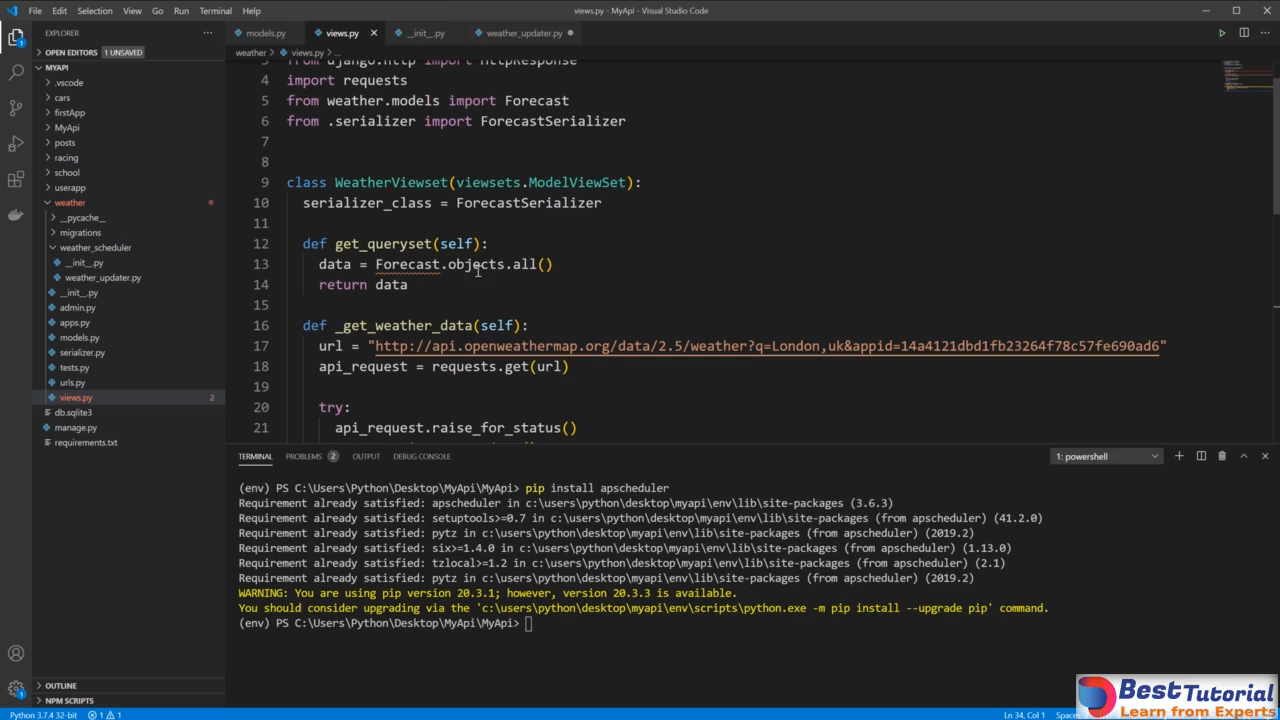 File Edit Selection View Go Run Terminal Help
views.py - MyApi - Visual Studio Code
EXPLORER
models.py
views.py
__init__.py
weather_updater.py
OPEN EDITORS 1 UNSAVED
weather > views.py > ...
MYAPI
.vscode
cars
firstApp
MyApi
posts
racing
school
userapp
weather
__pycache__
migrations
weather_scheduler
__init__.py
weather_updater.py
__init__.py
admin.py
apps.py
models.py
serializer.py
tests.py
urls.py
views.py 2
db.sqlite3
manage.py
requirements.txt
OUTLINE
NPM SCRIPTS
3 from django.http import HttpResponse
4 import requests
5 from weather.models import Forecast
6 from .serializer import ForecastSerializer
7
8
9 class WeatherViewset(viewsets.ModelViewSet):
10 serializer_class = ForecastSerializer
11
12 def get_queryset(self):
13 data = Forecast.objects.all()
14 return data
15
16 def _get_weather_data(self):
17 url = "http://api.openweathermap.org/data/2.5/weather?q=London,uk&appid=14a4121dbd1fb23264f78c57fe690ad6"
18 api_request = requests.get(url)
19
20 try:
21 api_request.raise_for_status()
TERMINAL PROBLEMS 2 OUTPUT DEBUG CONSOLE
1: powershell
(env) PS C:\Users\Python\Desktop\MyApi\MyApi> pip install apscheduler
Requirement already satisfied: apscheduler in c:\users\python\desktop\myapi\env\lib\site-packages (3.6.3)
Requirement already satisfied: setuptools>=0.7 in c:\users\python\desktop\myapi\env\lib\site-packages (from apscheduler) (41.2.0)
Requirement already satisfied: pytz in c:\users\python\desktop\myapi\env\lib\site-packages (from apscheduler) (2019.2)
Requirement already satisfied: six>=1.4.0 in c:\users\python\desktop\myapi\env\lib\site-packages (from apscheduler) (1.13.0)
Requirement already satisfied: tzlocal>=1.2 in c:\users\python\desktop\myapi\env\lib\site-packages (from apscheduler) (2.1)
Requirement already satisfied: pytz in c:\users\python\desktop\myapi\env\lib\site-packages (from apscheduler) (2019.2)
WARNING: You are using pip version 20.3.1; however, version 20.3.3 is available.
You should consider upgrading via the 'c:\users\python\desktop\myapi\env\scripts\python.exe -m pip install --upgrade pip' command.
(env) PS C:\Users\Python\Desktop\MyApi\MyApi>
Python 3.7.4 32-bit 1 1
Ln 34, Col 1
BestTutorial
Learn from Experts